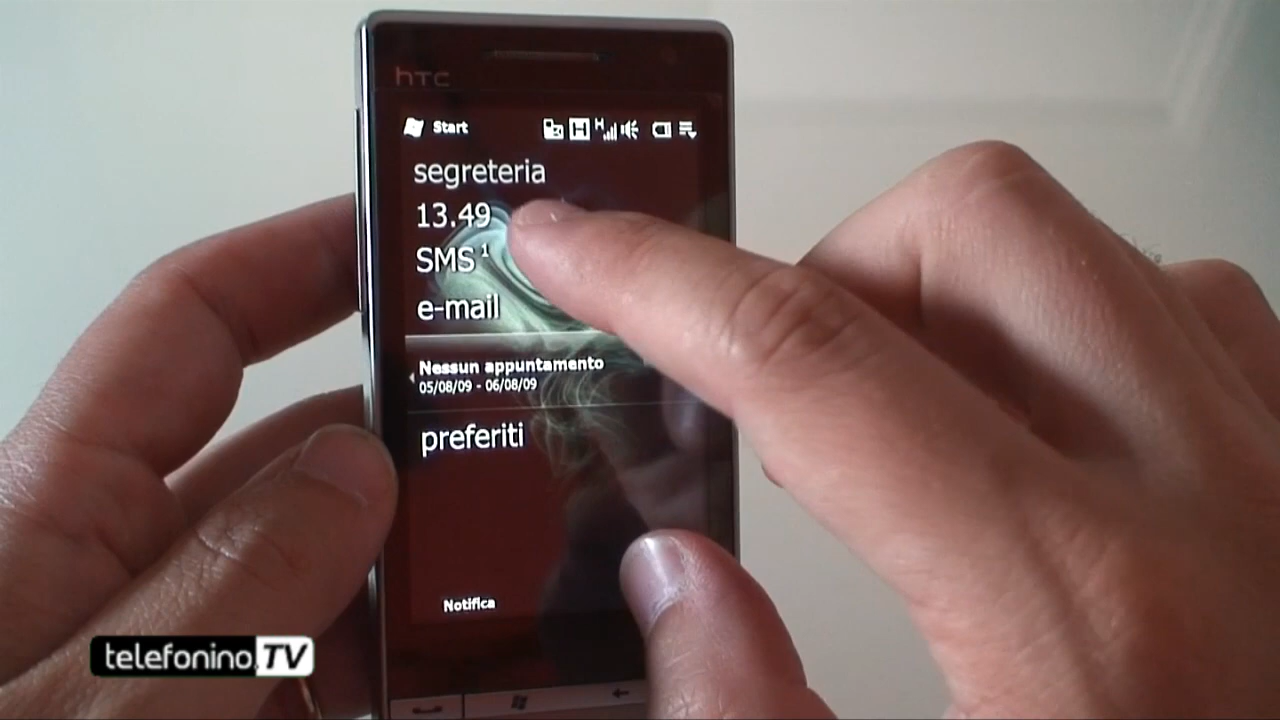 hTC
Start
segreteria
13.49
SMS 1
e-mail
Nessun appuntamento
05/08/09 - 06/08/09
preferiti
Notifica
telefonino.TV